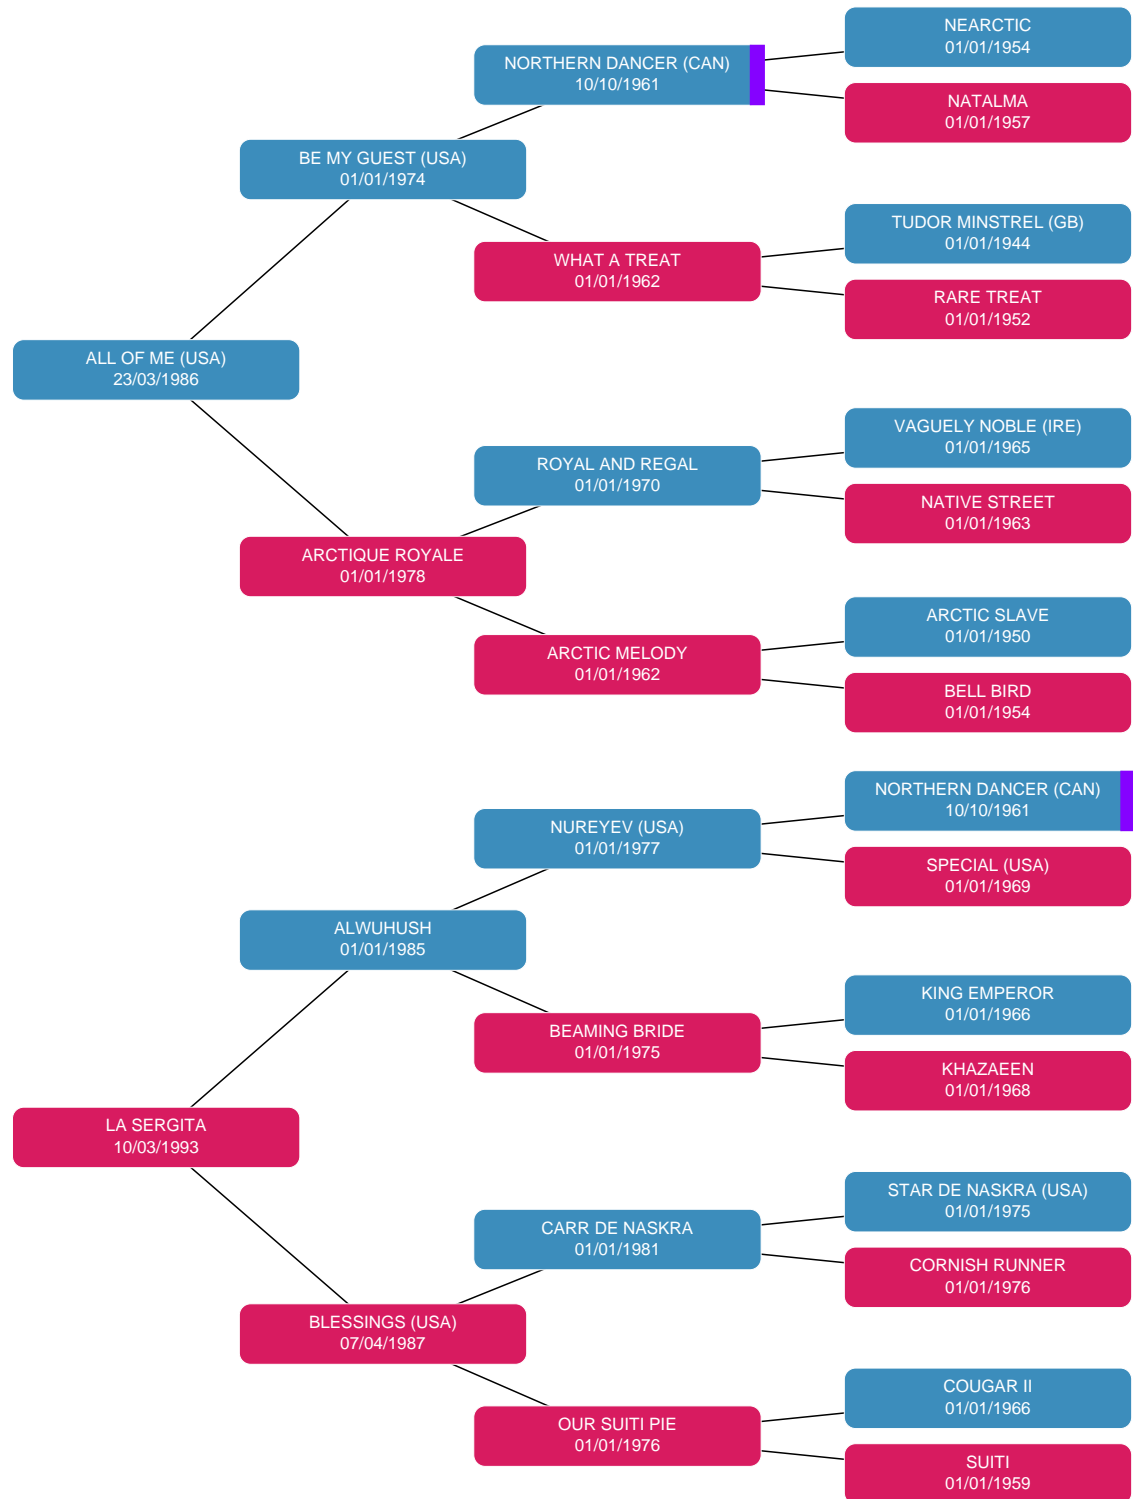 NEARCTIC
01/01/1954
NORTHERN DANCER (CAN)
10/10/1961
NATALMA
01/01/1957
BE MY GUEST (USA)
01/01/1974
TUDOR MINSTREL (GB)
01/01/1944
WHAT A TREAT
01/01/1962
RARE TREAT
01/01/1952
ALL OF ME (USA)
23/03/1986
VAGUELY NOBLE (IRE)
01/01/1965
ROYAL AND REGAL
01/01/1970
NATIVE STREET
01/01/1963
ARCTIQUE ROYALE
01/01/1978
ARCTIC SLAVE
01/01/1950
ARCTIC MELODY
01/01/1962
BELL BIRD
01/01/1954
NORTHERN DANCER (CAN)
10/10/1961
NUREYEV (USA)
01/01/1977
SPECIAL (USA)
01/01/1969
ALWUHUSH
01/01/1985
KING EMPEROR
01/01/1966
BEAMING BRIDE
01/01/1975
KHAZAEEN
01/01/1968
LA SERGITA
10/03/1993
STAR DE NASKRA (USA)
01/01/1975
CARR DE NASKRA
01/01/1981
CORNISH RUNNER
01/01/1976
BLESSINGS (USA)
07/04/1987
COUGAR II
01/01/1966
OUR SUITI PIE
01/01/1976
SUITI
01/01/1959